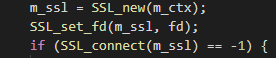 m_ssl = SSL_new(m_ctx);
SSL_set_fd(m_ssl, fd);
if (SSL_connect(m_ssl) == -1) {